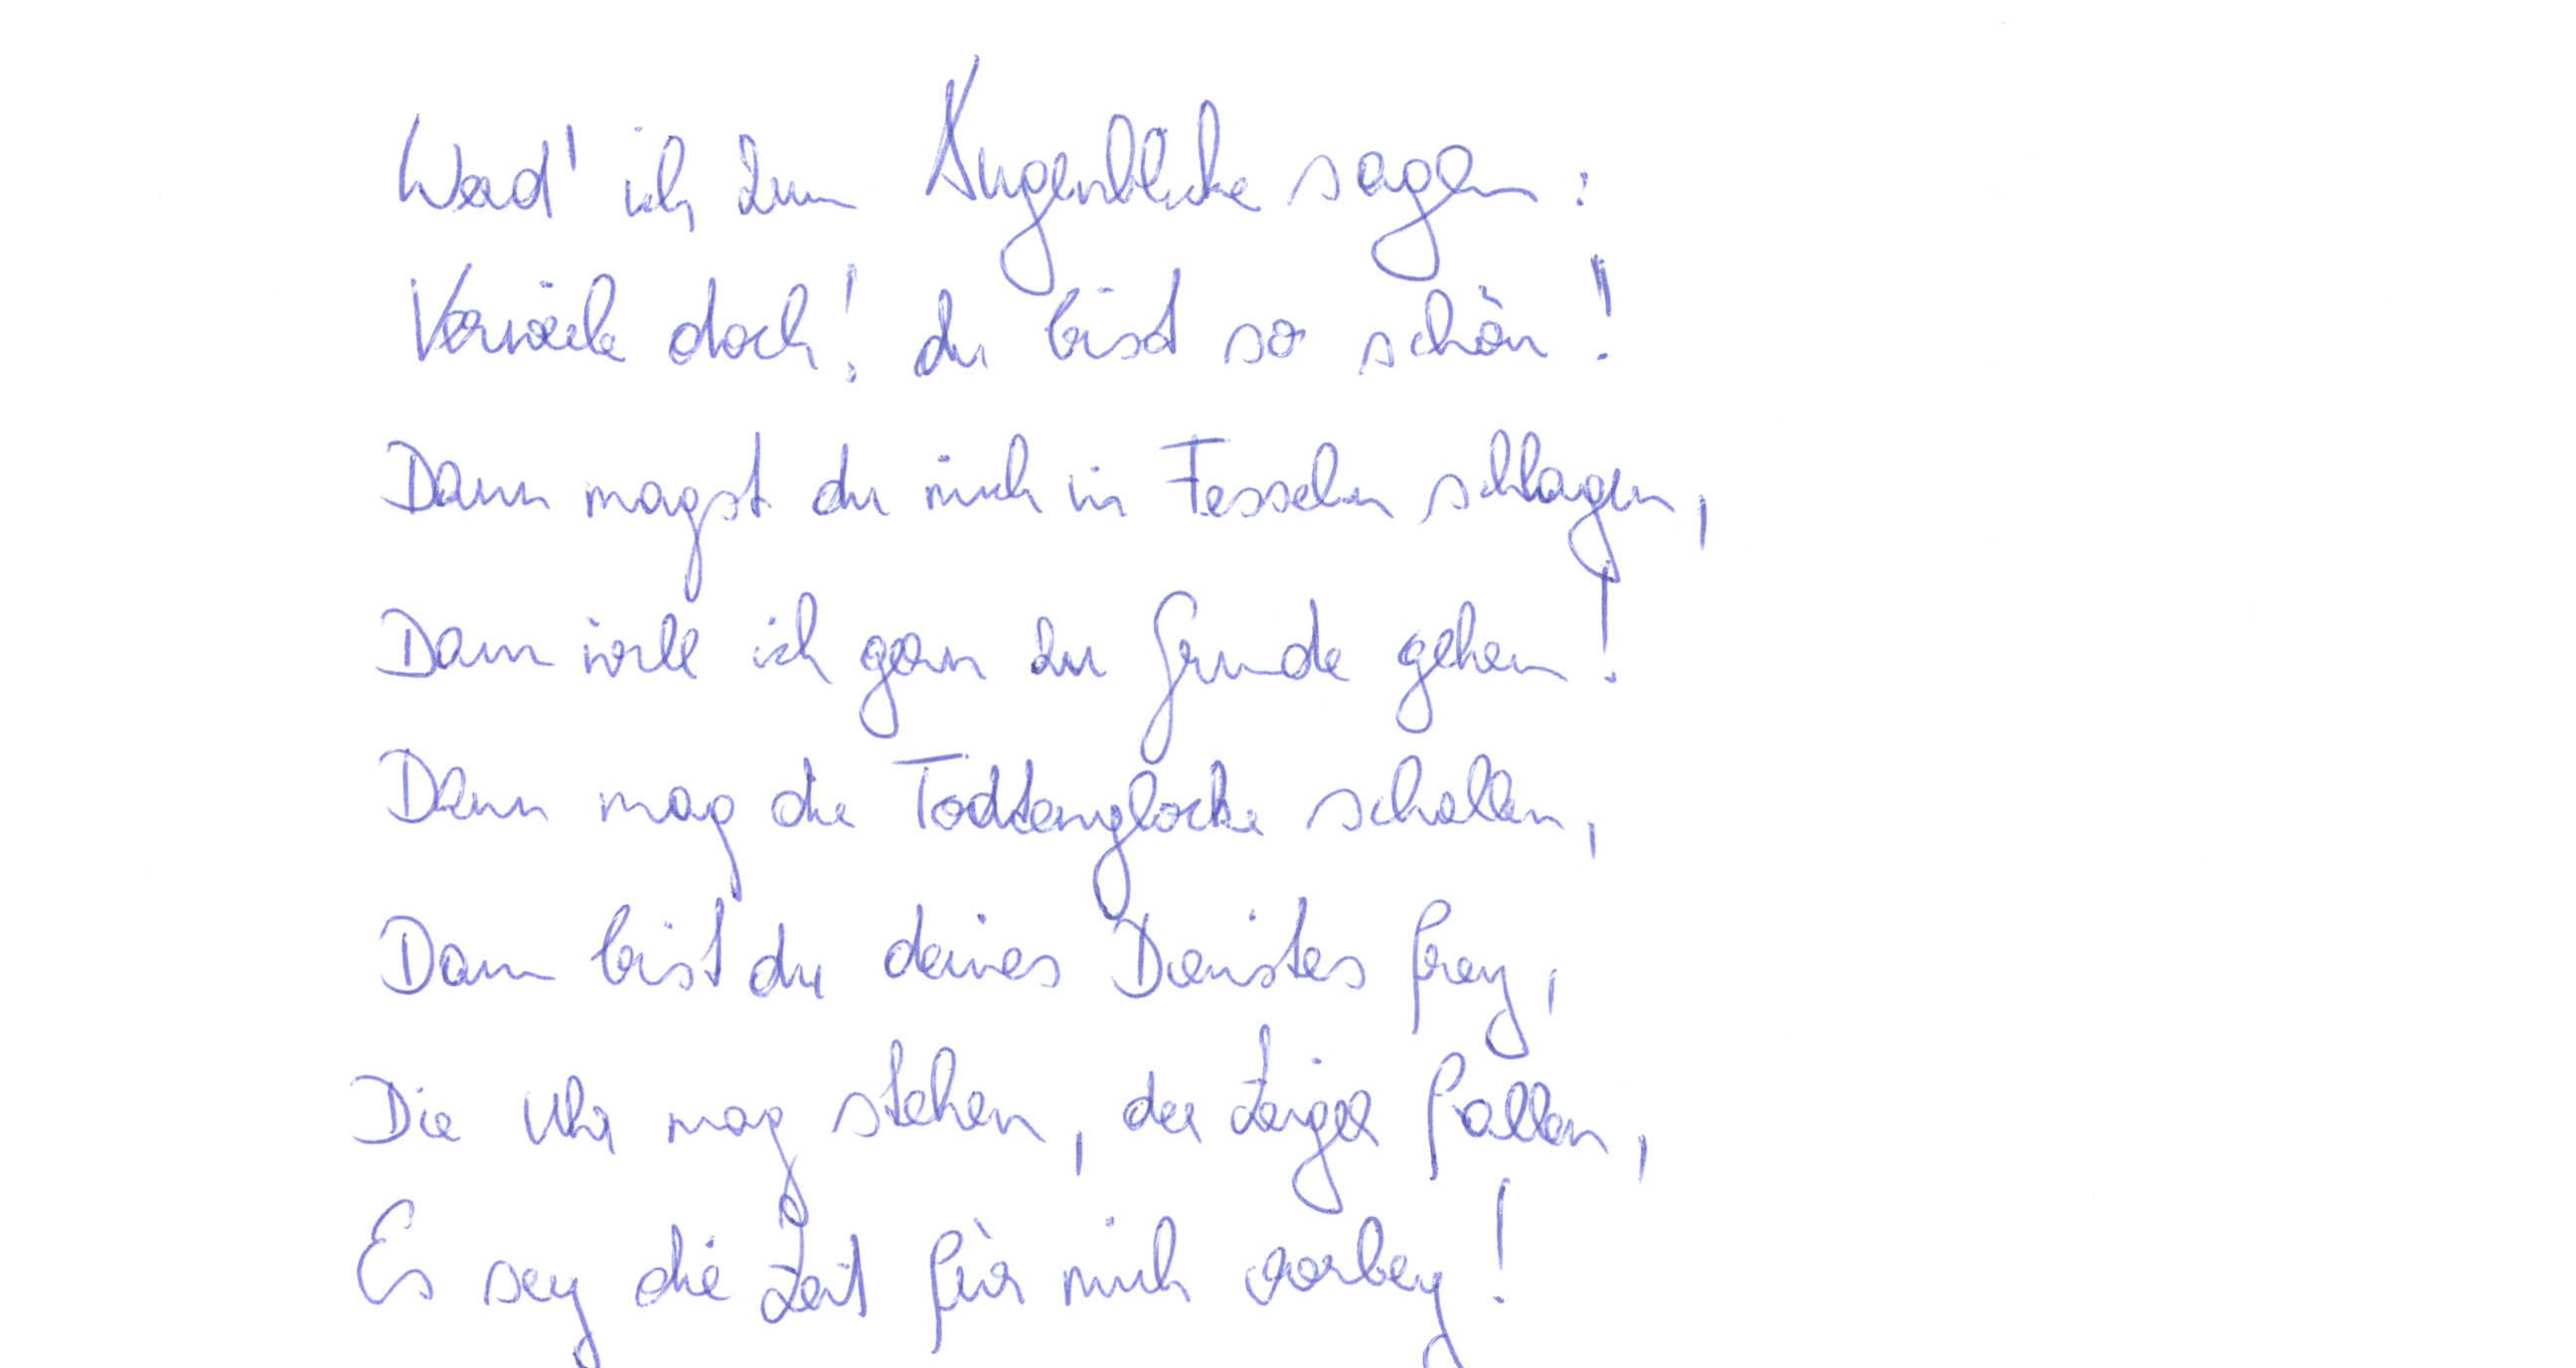 Werd' ich zum Augenblicke sagen:
Verweile doch! du bist so schön!
Dann magst du mich in Fesseln schlagen,
Dann will ich gern zu Grunde gehen!
Dann mag die Todtenglocke schallen,
Dann bist du deines Dienstes frey,
Die Uhr mag stehen, der Zeiger fallen,
Es sey die Zeit für mich vorbey!